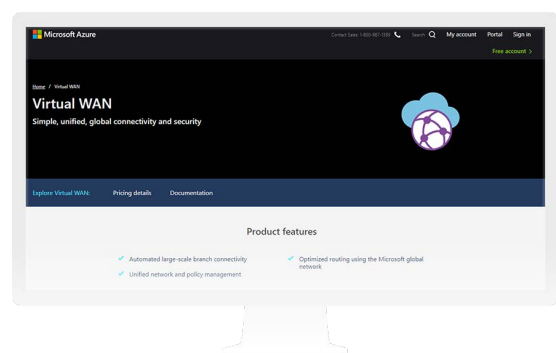 Microsoft Azure
Contact Sales: 1-800-867-1389
Search
My account
Portal
Sign in
Free account >
Home / Virtual WAN
Virtual WAN
Simple, unified, global connectivity and security
Explore Virtual WAN:
Pricing details
Documentation
Product features
Automated large-scale branch connectivity
Optimized routing using the Microsoft global
network
Unified network and policy management